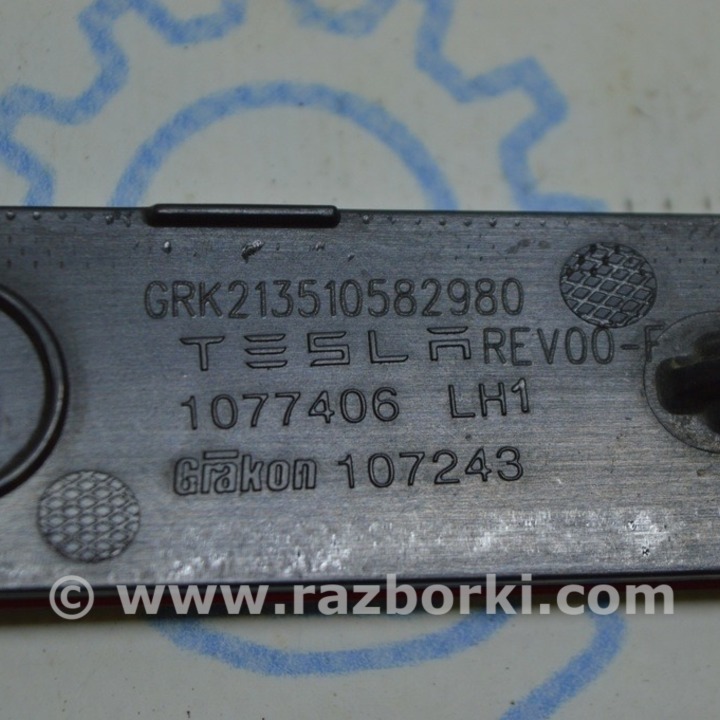 GRK213510582980
TESLA REV00-F
1077406 LH1
Grakon 107243
© www.razborki.com